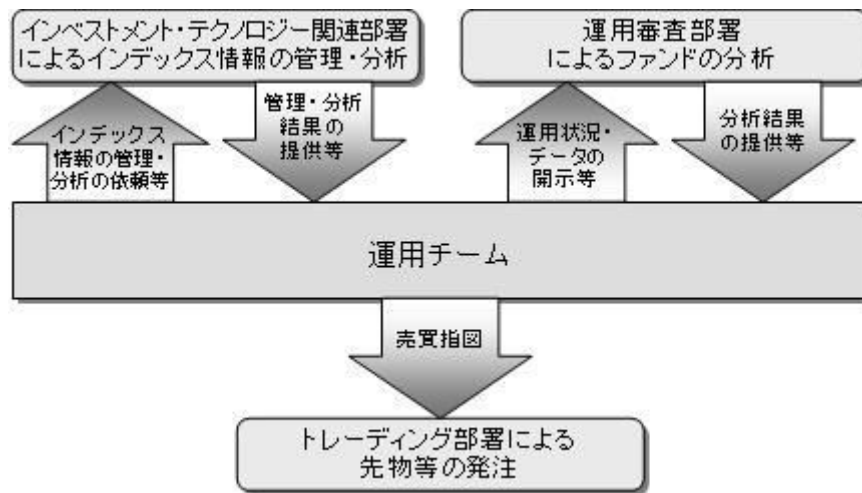 インベストメント・テクノロジー関連部署
によるインデックス情報の管理・分析
運用審査部署
によるファンドの分析
インデックス
情報の管理・
分析の依頼等
管理・分析
結果の
提供等
運用状況・
データの
開示等
分析結果
の提供等
運用チーム
売買指図
トレーディング部署による
先物等の発注